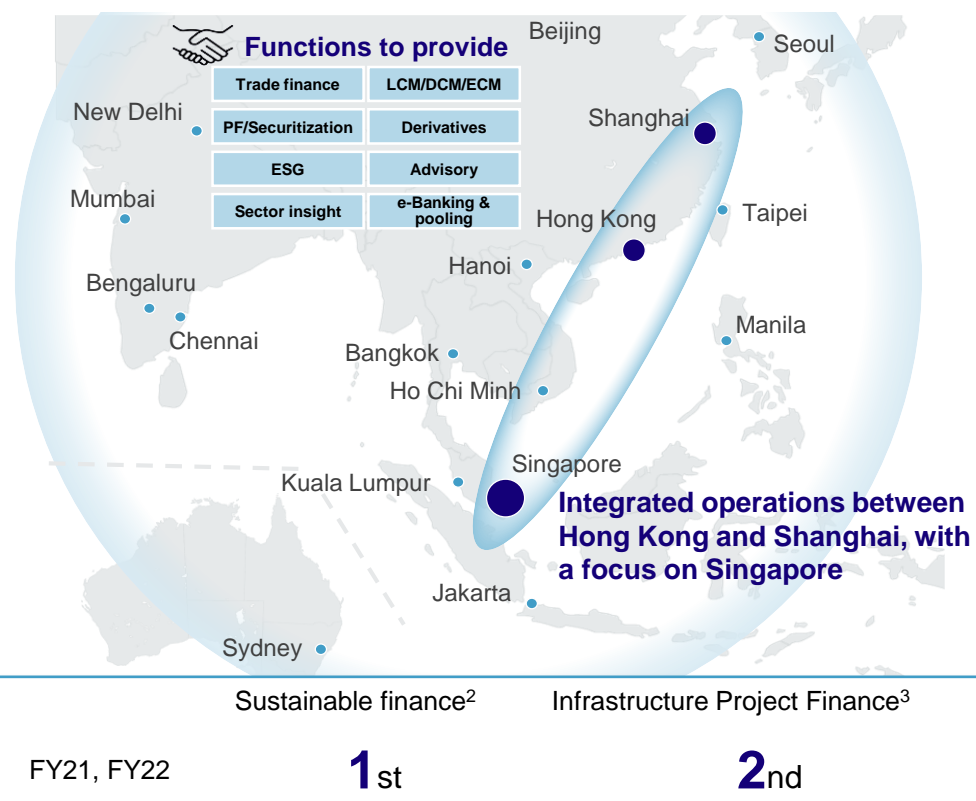 Functions to provide
Trade finance
LCM/DCM/ECM
PF/Securitization
Derivatives
ESG
Advisory
Sector insight
e-Banking &
pooling
Beijing
Seoul
New Delhi
Shanghai
Mumbai
Hong Kong
Taipei
Hanoi
Bengaluru
Chennai
Manila
Bangkok
Ho Chi Minh
Singapore
Kuala Lumpur
Integrated operations between
Hong Kong and Shanghai, with
a focus on Singapore
Jakarta
Sydney
Sustainable finance2
Infrastructure Project Finance3
FY21, FY22
1st
2nd